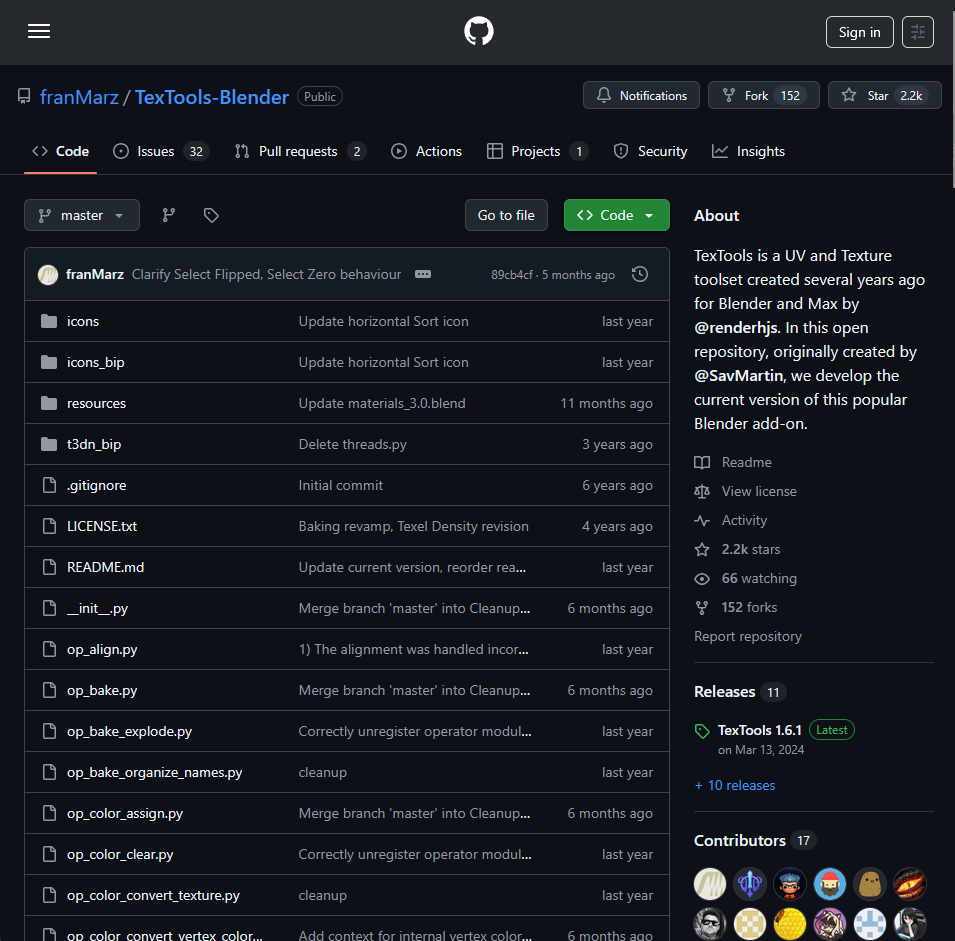 Sign in
franMarz / TexTools-Blender Public
Notifications Fork 152 Star 2.2k
Code Issues 32 Pull requests 2 Actions Projects 1 Security Insights
master Go to file Code
franMarz Clarify Select Flipped, Select Zero behaviour 89cb4cf · 5 months ago
icons Update horizontal Sort icon last year
icons_bip Update horizontal Sort icon last year
resources Update materials_3.0.blend 11 months ago
t3dn_bip Delete threads.py 3 years ago
.gitignore Initial commit 6 years ago
LICENSE.txt Baking revamp, Texel Density revision 4 years ago
README.md Update current version, reorder rea... last year
__init__.py Merge branch 'master' into Cleanup... 6 months ago
op_align.py 1) The alignment was handled incor... last year
op_bake.py Merge branch 'master' into Cleanup... 6 months ago
op_bake_explode.py Correctly unregister operator modul... last year
op_bake_organize_names.py cleanup last year
op_color_assign.py Merge branch 'master' into Cleanup... 6 months ago
op_color_clear.py Correctly unregister operator modul... last year
op_color_convert_texture.py cleanup last year
op_color_convert_vertex_color... Add context for internal vertex color... 6 months ago
About
TexTools is a UV and Texture
toolset created several years ago
for Blender and Max by
@renderhjs. In this open
repository, originally created by
@SavMartin, we develop the
current version of this popular
Blender add-on.
Readme
View license
Activity
2.2k stars
66 watching
152 forks
Report repository
Releases 11
TexTools 1.6.1 Latest
on Mar 13, 2024
+ 10 releases
Contributors 17